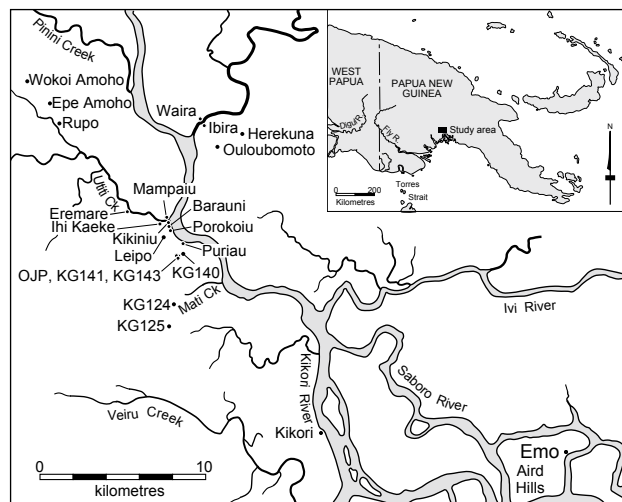 Pinini Creek
Wokoi Amoho
Epe Amoho
Rupo
Waira
Ibira
Herekuna
Ouloubomoto
Utiti Ck
Mampaiu
Eremare
Barauni
Ihi Kaeke
Porokoiu
Kikiniu
Leipo
Puriau
OJP, KG141, KG143
KG140
KG124
Mati Ck
KG125
Ivi River
Kikori River
Saboro River
Veiru Creek
Kikori
Emo
Aird
Hills
0 10
kilometres
WEST
PAPUA
PAPUA NEW
GUINEA
Digul R.
Fly R.
Study area
N
0 200
Kilometres
Torres
Strait